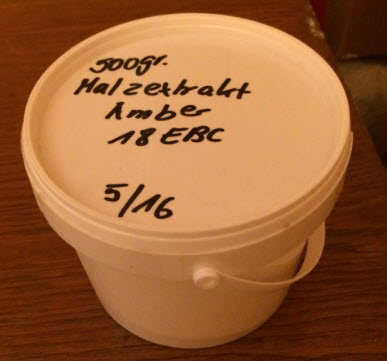 500gr.
Malzextrakt
Amber
18 EBC
5/16